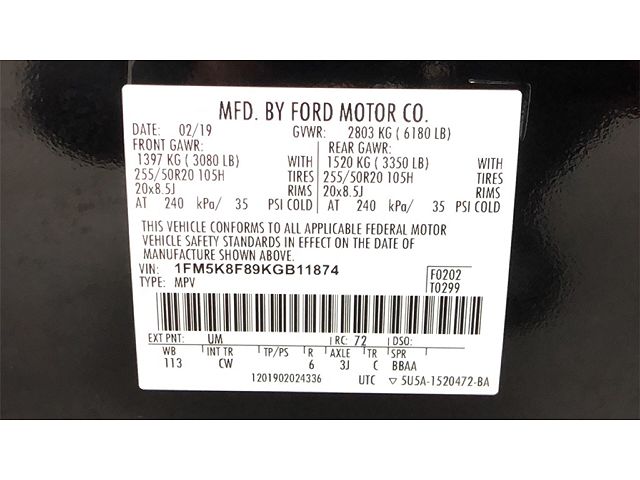 MFD. BY FORD MOTOR CO.
DATE: 02/19 GVWR: 2803 KG ( 6180 LB)
FRONT GAWR: REAR GAWR:
1397 KG ( 3080 LB) WITH 1520 KG ( 3350 LB) WITH
255/50R20 105H TIRES 255/50R20 105H TIRES
20x8.5J RIMS 20x8.5J RIMS
AT 240 kPa/ 35 PSI COLD AT 240 kPa/ 35 PSI COLD
THIS VEHICLE CONFORMS TO ALL APPLICABLE FEDERAL MOTOR
VEHICLE SAFETY STANDARDS IN EFFECT ON THE DATE OF
MANUFACTURE SHOWN ABOVE.
VIN: 1FM5K8F89KGB11874 F0202
TYPE: MPV T0299
EXT PNT: UM RC: 72 DSO:
WB INT TR TP/PS R AXLE TR SPR
113 CW 6 3J C BBAA
1201902024336 UTC ▽ 5U5A-1520472-BA